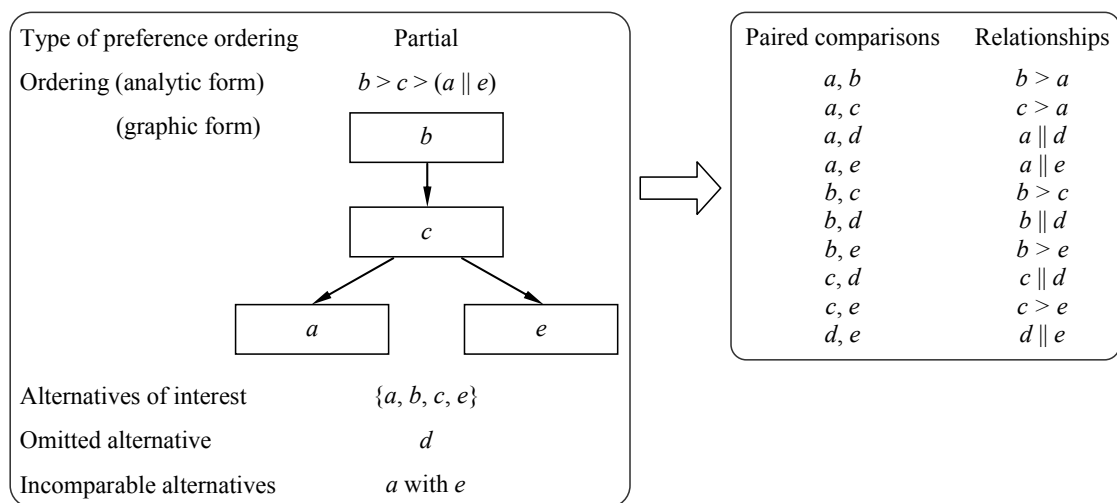 Type of preference ordering Partial
Ordering (analytic form) b > c > (a || e)
(graphic form)
b
c
a e
Alternatives of interest {a, b, c, e}
Omitted alternative d
Incomparable alternatives a with e
Paired comparisons Relationships
a, b b > a
a, c c > a
a, d a || d
a, e a || e
b, c b > c
b, d b || d
b, e b > e
c, d c || d
c, e c > e
d, e d || e